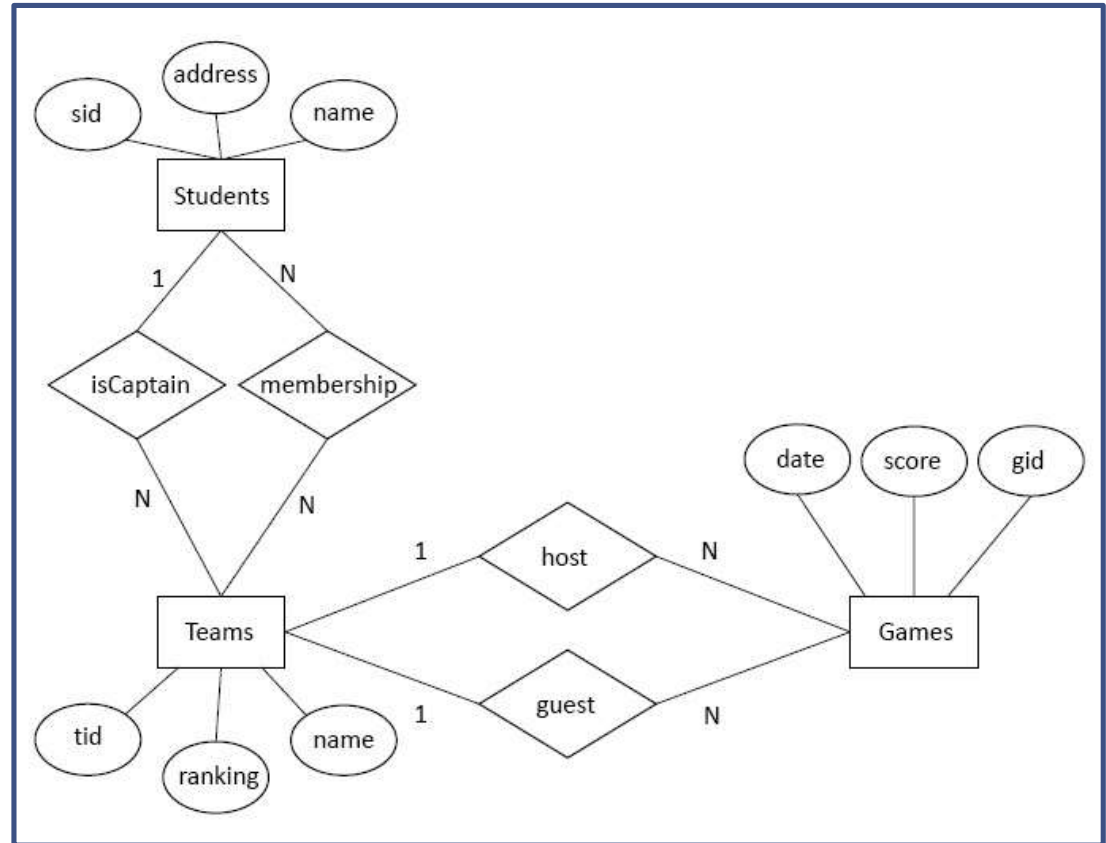 address
sid
name
Students
1
N
isCaptain
membership
N
N
date
score
gid
1
host
N
Teams
Games
1
guest
N
tid
ranking
name